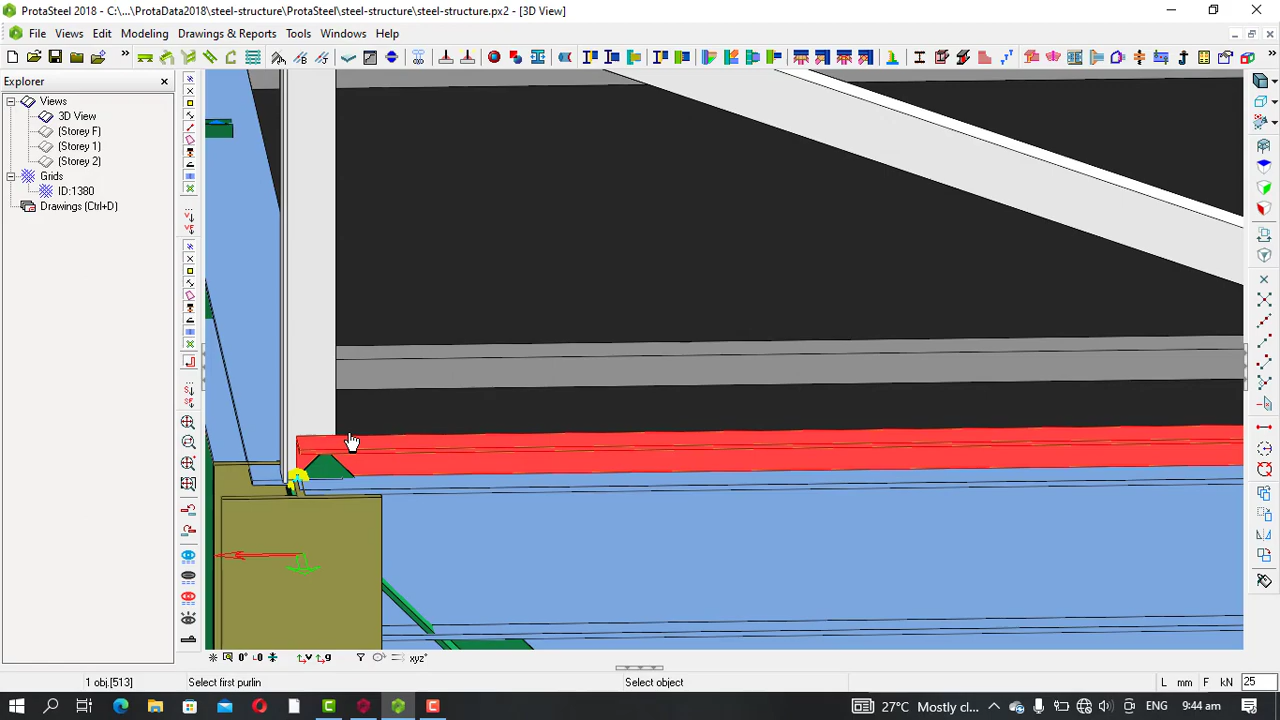 ProtaSteel 2018 - C:\...\ProtaData2018\steel-structure\ProtaSteel\steel-structure\steel-structure.px2 - [3D View]
File Views Edit Modeling Drawings & Reports Tools Windows Help
Explorer
Views
3D View
(Storey F)
(Storey 1)
(Storey 2)
Grids
ID:1380
Drawings (Ctrl+D)
1 obj.[513] Select first purlin Select object L mm F kN 25
27°C Mostly cl... ENG 9:44 am